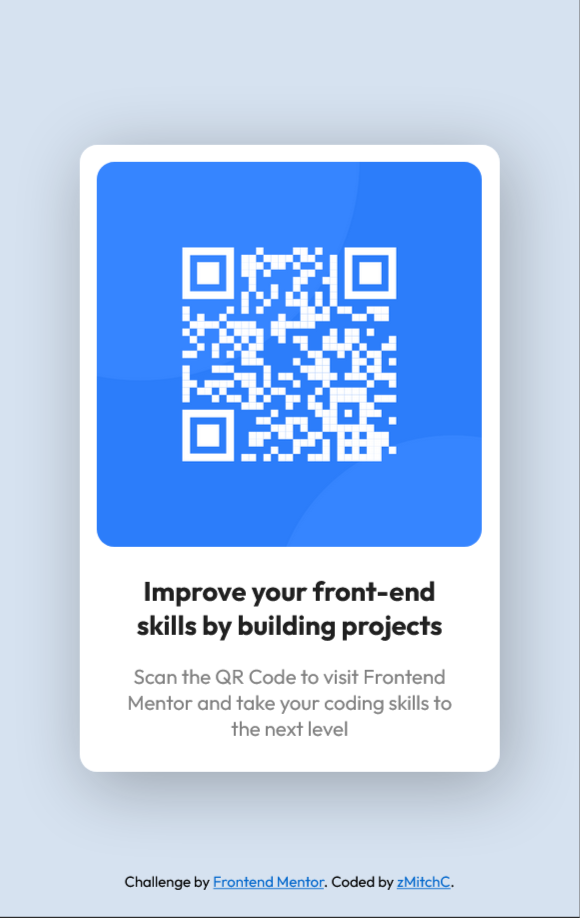 Improve your front-end
skills by building projects
Scan the QR Code to visit Frontend
Mentor and take your coding skills to
the next level
Challenge by Frontend Mentor. Coded by zMitchC.